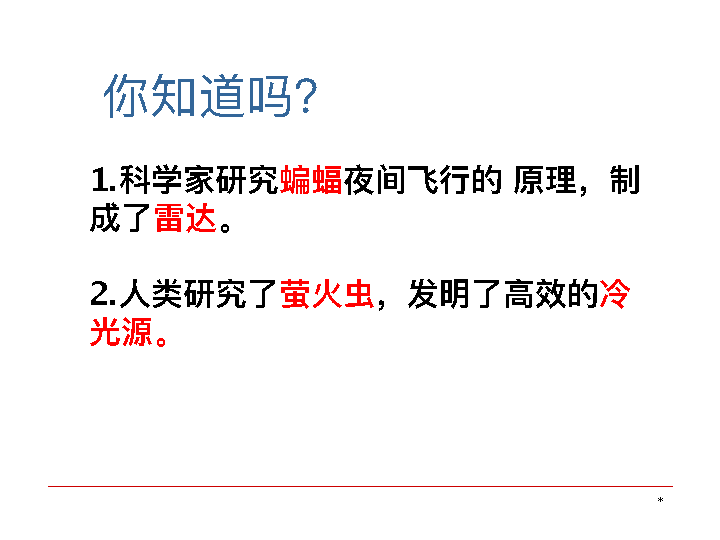 你知道吗?
1.科学家研究蝙蝠夜间飞行的 原理，制
成了雷达。
2.人类研究了萤火虫，发明了高效的冷
光源。
*